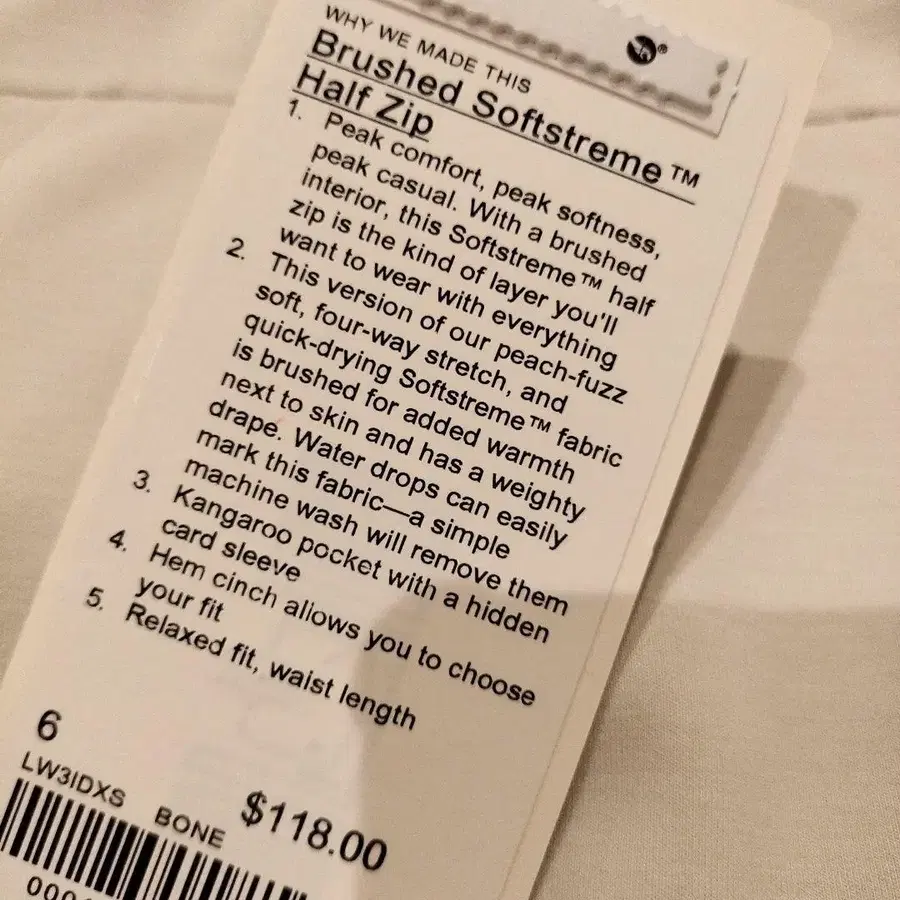 WHY WE MADE THIS
Brushed Softstreme™
Half Zip
1. Peak comfort, peak softness,
peak casual. With a brushed
interior, this Softstreme™ half
zip is the kind of layer you'll
want to wear with everything
2. This version of our peach-fuzz
soft, four-way stretch, and
quick-drying Softstreme™ fabric
is brushed for added warmth
next to skin and has a weighty
drape. Water drops can easily
mark this fabric—a simple
machine wash will remove them
3. Kangaroo pocket with a hidden
card sleeve
4. Hem cinch allows you to choose
your fit
5. Relaxed fit, waist length
6
LW3IDXS BONE $118.00